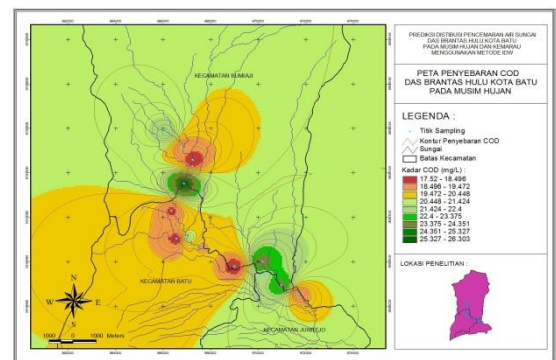 PREDIKSI DISTIBUSI PENCEMARAN AIR SUNGAI
DAS BRANTAS HULU KOTA BATU
PADA MUSIM HUJAN DAN KEMARAU
MENGGUNAKAN METODE IDW
PETA PENYEBARAN COD
DAS BRANTAS HULU KOTA BATU
PADA MUSIM HUJAN
LEGENDA :
Titik Sampling
Kontur Penyebaran COD
Sungai
Batas Kecamatan
Kadar COD (mg/L) :
17.52 - 18.496
18.496 - 19.472
19.472 - 20.448
20.448 - 21.424
21.424 - 22.4
22.4 - 23.375
23.375 - 24.351
24.351 - 25.327
25.327 - 26.303
LOKASI PENELITIAN :
KECAMATAN BUMIAJI
KECAMATAN BATU
KECAMATAN JUNREJO
N
W
E
S
1000 0 1000 Meters